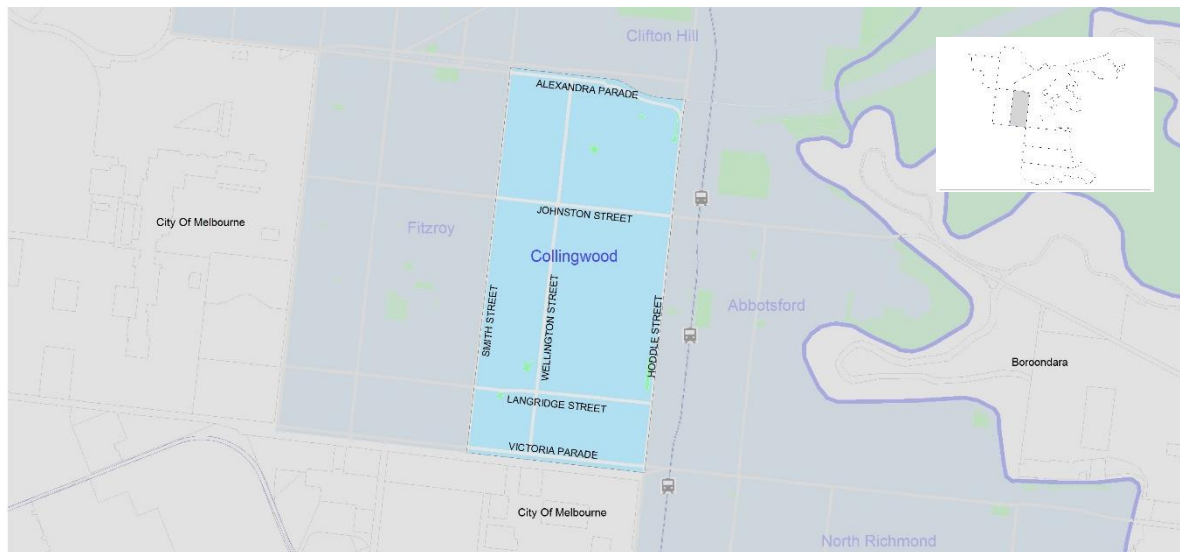 Clifton Hill
ALEXANDRA PARADE
City Of Melbourne
JOHNSTON STREET
Fitzroy
Collingwood
Abbotsford
SMITH STREET
WELLINGTON STREET
HODDLE STREET
Boroondara
LANGRIDGE STREET
VICTORIA PARADE
City Of Melbourne
North Richmond